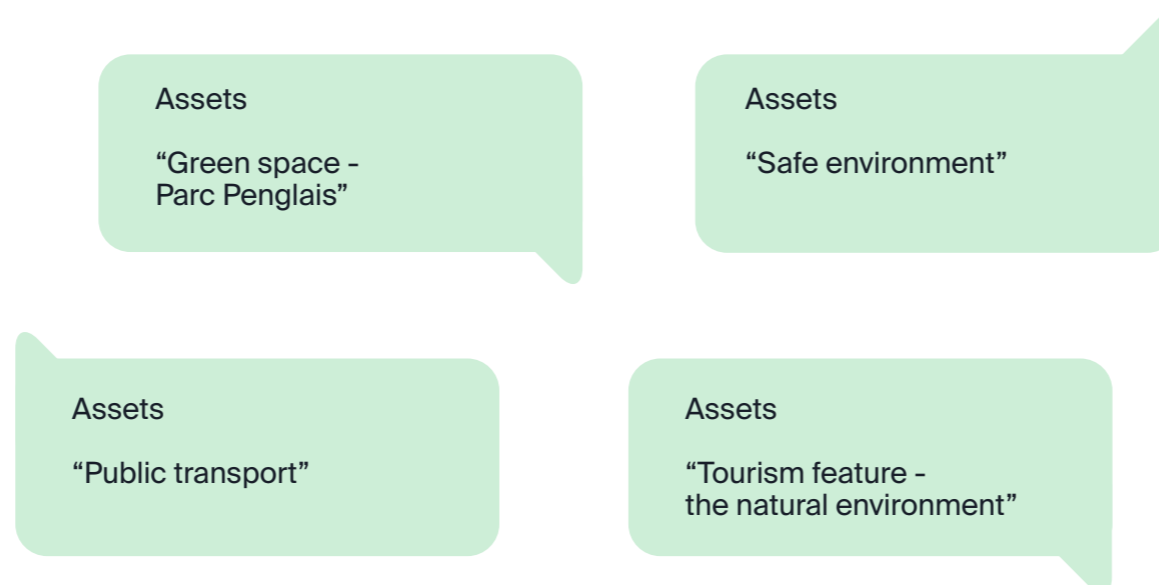 Assets
“Green space -
Parc Penglais”
Assets
“Safe environment”
Assets
“Public transport”
Assets
“Tourism feature -
the natural environment”